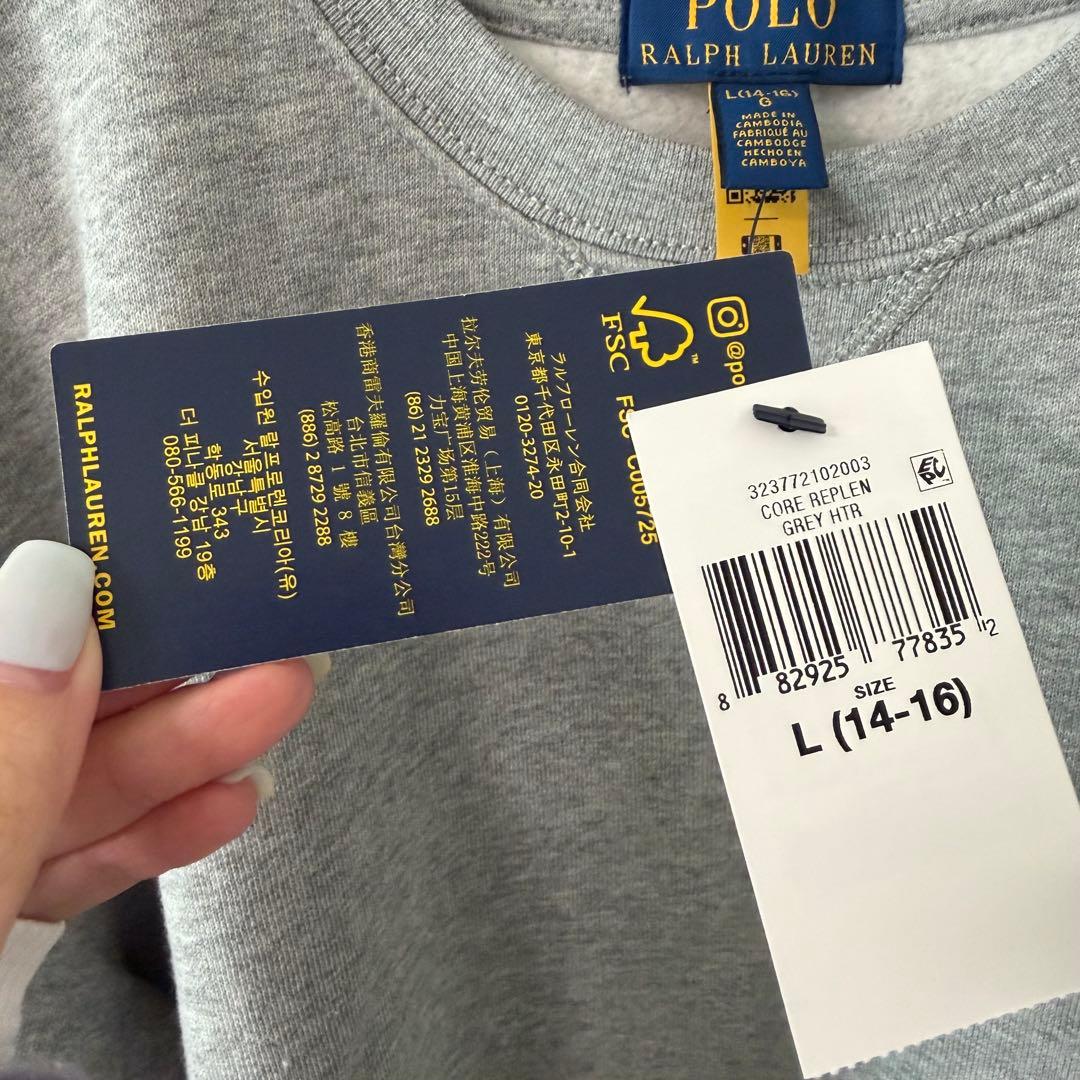 POLO
RALPH LAUREN
L(14-16)
G
MADE IN
CAMBODIA
FABRIQUÉ AU
CAMBODGE
HECHO EN
CAMBOYA
@po
FSC™
FSC C005725
ラルフローレン合同会社
東京都千代田区永田町2-10-1
0120-3274-20
拉尔夫劳伦贸易（上海）有限公司
中国上海黄浦区淮海中路222号
力宝广场第15层
(86) 21 2329 2688
香港商雷夫羅倫有限公司台灣分公司
台北市信義區
松高路 1 號 8 樓
(886) 2 8729 2288
수입원 랄프로렌코리아(유)
서울특별시
강남구
학동로 343
더 피나클 강남 19층
080-566-1199
RALPHLAUREN.COM
323772102003
CORE REPLEN
GREY HTR
EPCL
8 82925 77835 2
SIZE
L (14-16)